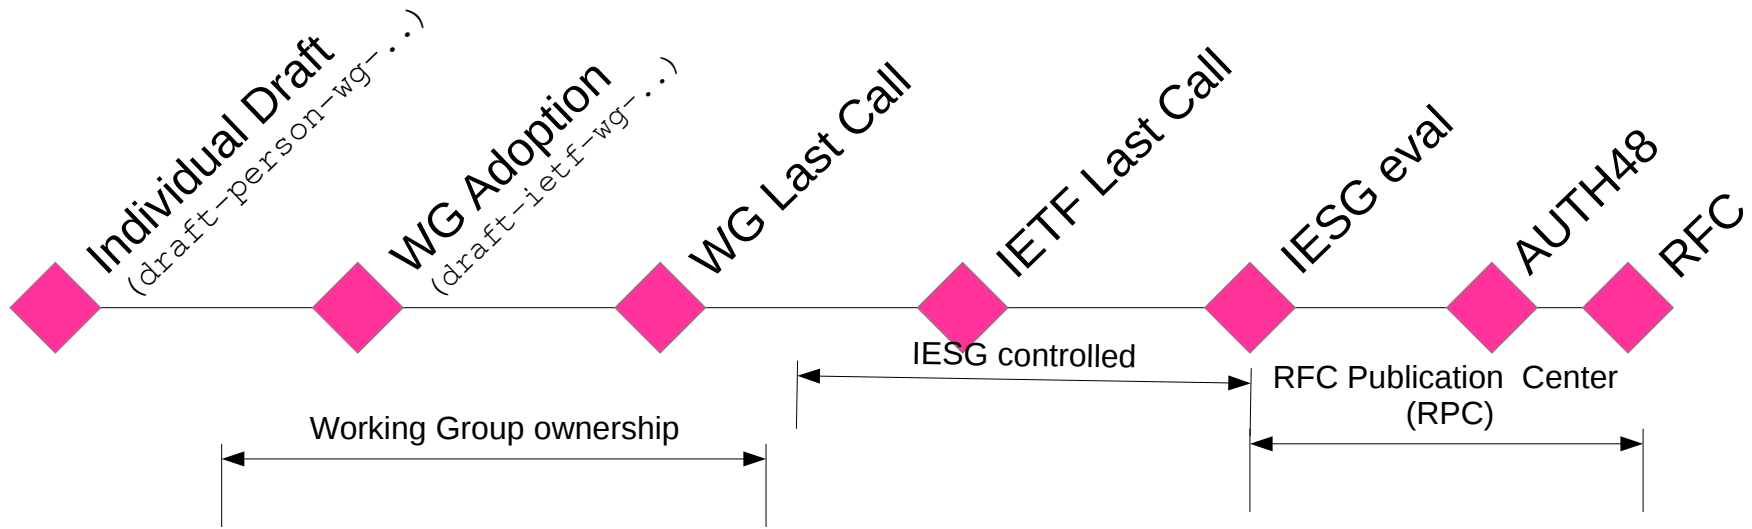 Individual Draft
(draft-person-wg-..)
WG Adoption
(draft-ietf-wg-..)
WG Last Call
IETF Last Call
IESG eval
AUTH48
RFC
IESG controlled
RFC Publication  Center
(RPC)
Working Group ownership